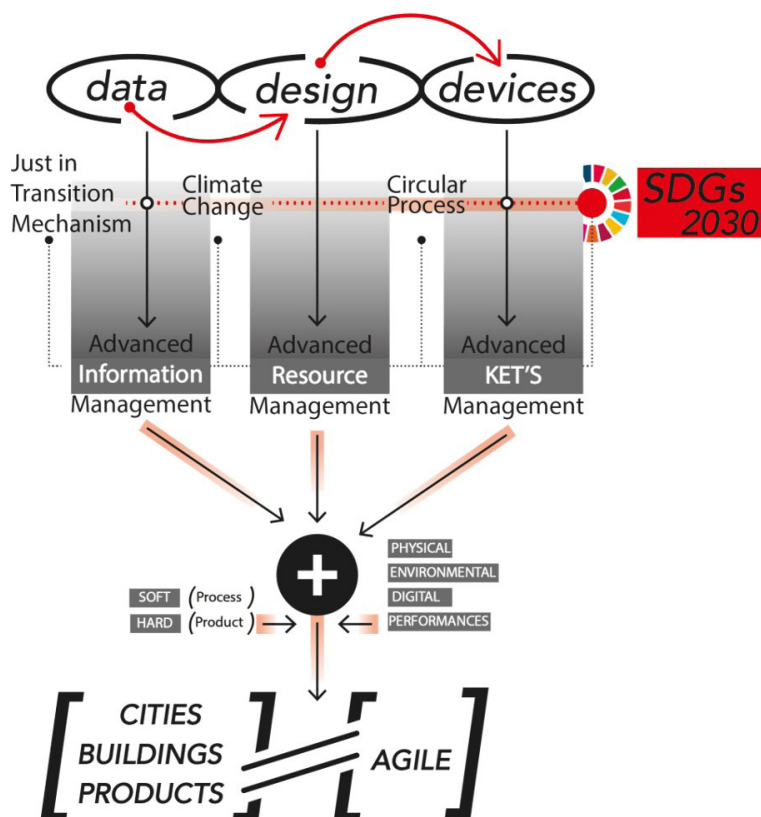 data
design
devices
Just in
Transition
Mechanism
Climate
Change
Circular
Process
SDGs
2030
Advanced
Information
Management
Advanced
Resource
Management
Advanced
KET'S
Management
SOFT (Process)
HARD (Product)
PHYSICAL
ENVIRONMENTAL
DIGITAL
PERFORMANCES
CITIES
BUILDINGS
PRODUCTS
AGILE